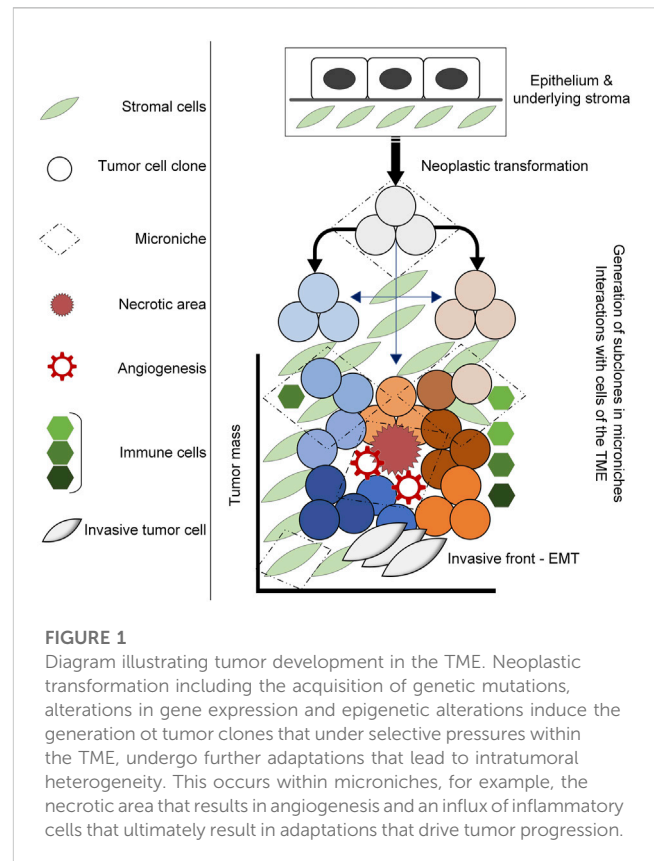 Stromal cells
Tumor cell clone
Microniche
Necrotic area
Angiogenesis
Immune cells
Invasive tumor cell
Epithelium &
underlying stroma
Neoplastic transformation
Generation of subclones in microniches
Interactions with cells of the TME
Tumor mass
Invasive front - EMT
FIGURE 1
Diagram illustrating tumor development in the TME. Neoplastic
transformation including the acquisition of genetic mutations,
alterations in gene expression and epigenetic alterations induce the
generation ot tumor clones that under selective pressures within
the TME, undergo further adaptations that lead to intratumoral
heterogeneity. This occurs within microniches, for example, the
necrotic area that results in angiogenesis and an influx of inflammatory
cells that ultimately result in adaptations that drive tumor progression.